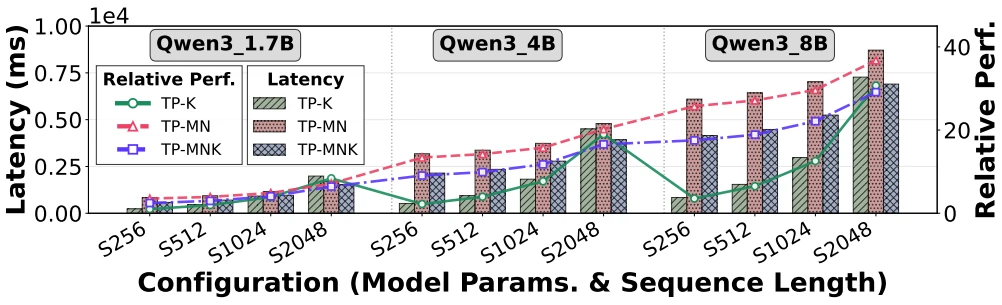 1e4
Latency (ms)
1.00
0.75
0.50
0.25
0.00
Qwen3_1.7B
Qwen3_4B
Qwen3_8B
Relative Perf.
TP-K
TP-MN
TP-MNK
Latency
TP-K
TP-MN
TP-MNK
40
20
0
Relative Perf.
S256
S512
S1024
S2048
S256
S512
S1024
S2048
S256
S512
S1024
S2048
Configuration (Model Params. & Sequence Length)